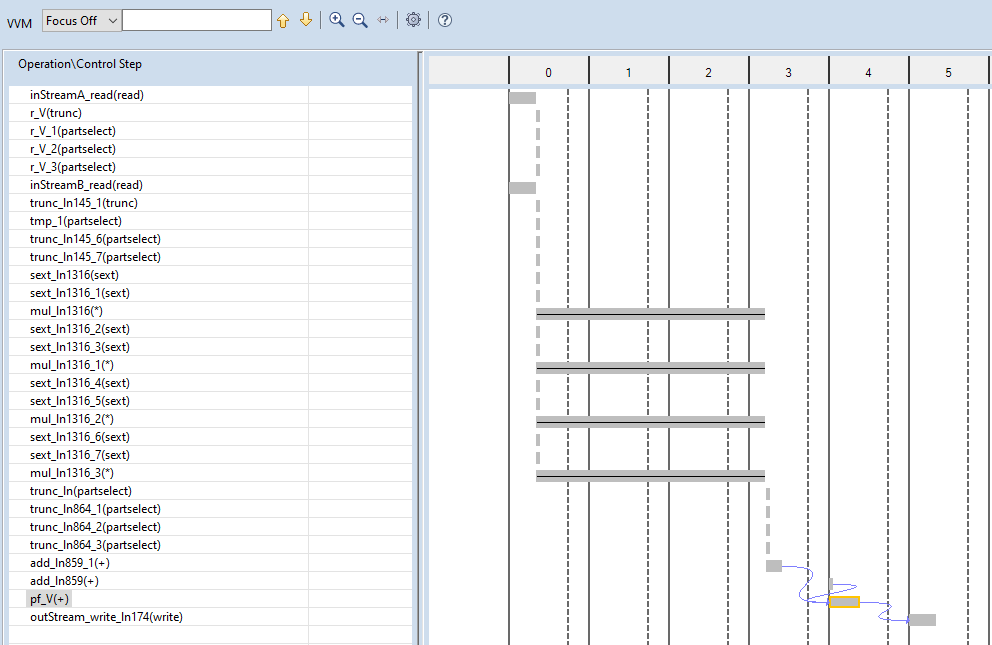 VVM Focus Off
Operation\Control Step 0 1 2 3 4 5
inStreamA_read(read)
r_V(trunc)
r_V_1(partselect)
r_V_2(partselect)
r_V_3(partselect)
inStreamB_read(read)
trunc_ln145_1(trunc)
tmp_1(partselect)
trunc_ln145_6(partselect)
trunc_ln145_7(partselect)
sext_ln1316(sext)
sext_ln1316_1(sext)
mul_ln1316(*)
sext_ln1316_2(sext)
sext_ln1316_3(sext)
mul_ln1316_1(*)
sext_ln1316_4(sext)
sext_ln1316_5(sext)
mul_ln1316_2(*)
sext_ln1316_6(sext)
sext_ln1316_7(sext)
mul_ln1316_3(*)
trunc_ln(partselect)
trunc_ln864_1(partselect)
trunc_ln864_2(partselect)
trunc_ln864_3(partselect)
add_ln859_1(+)
add_ln859(+)
pf_V(+)
outStream_write_ln174(write)